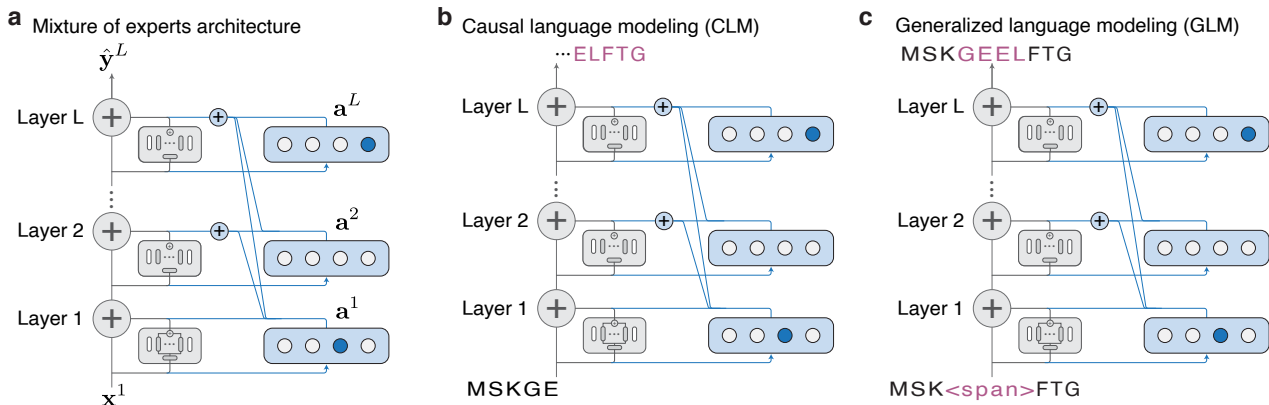 a Mixture of experts architecture
ŷ^L
Layer L
+
+
a^L
⋮
Layer 2
+
+
a^2
Layer 1
+
a^1
x^1
b Causal language modeling (CLM)
···ELFTG
Layer L
+
+
⋮
Layer 2
+
+
Layer 1
+
MSKGE
c Generalized language modeling (GLM)
MSKGEELFTG
Layer L
+
+
⋮
Layer 2
+
+
Layer 1
+
MSK<span>FTG